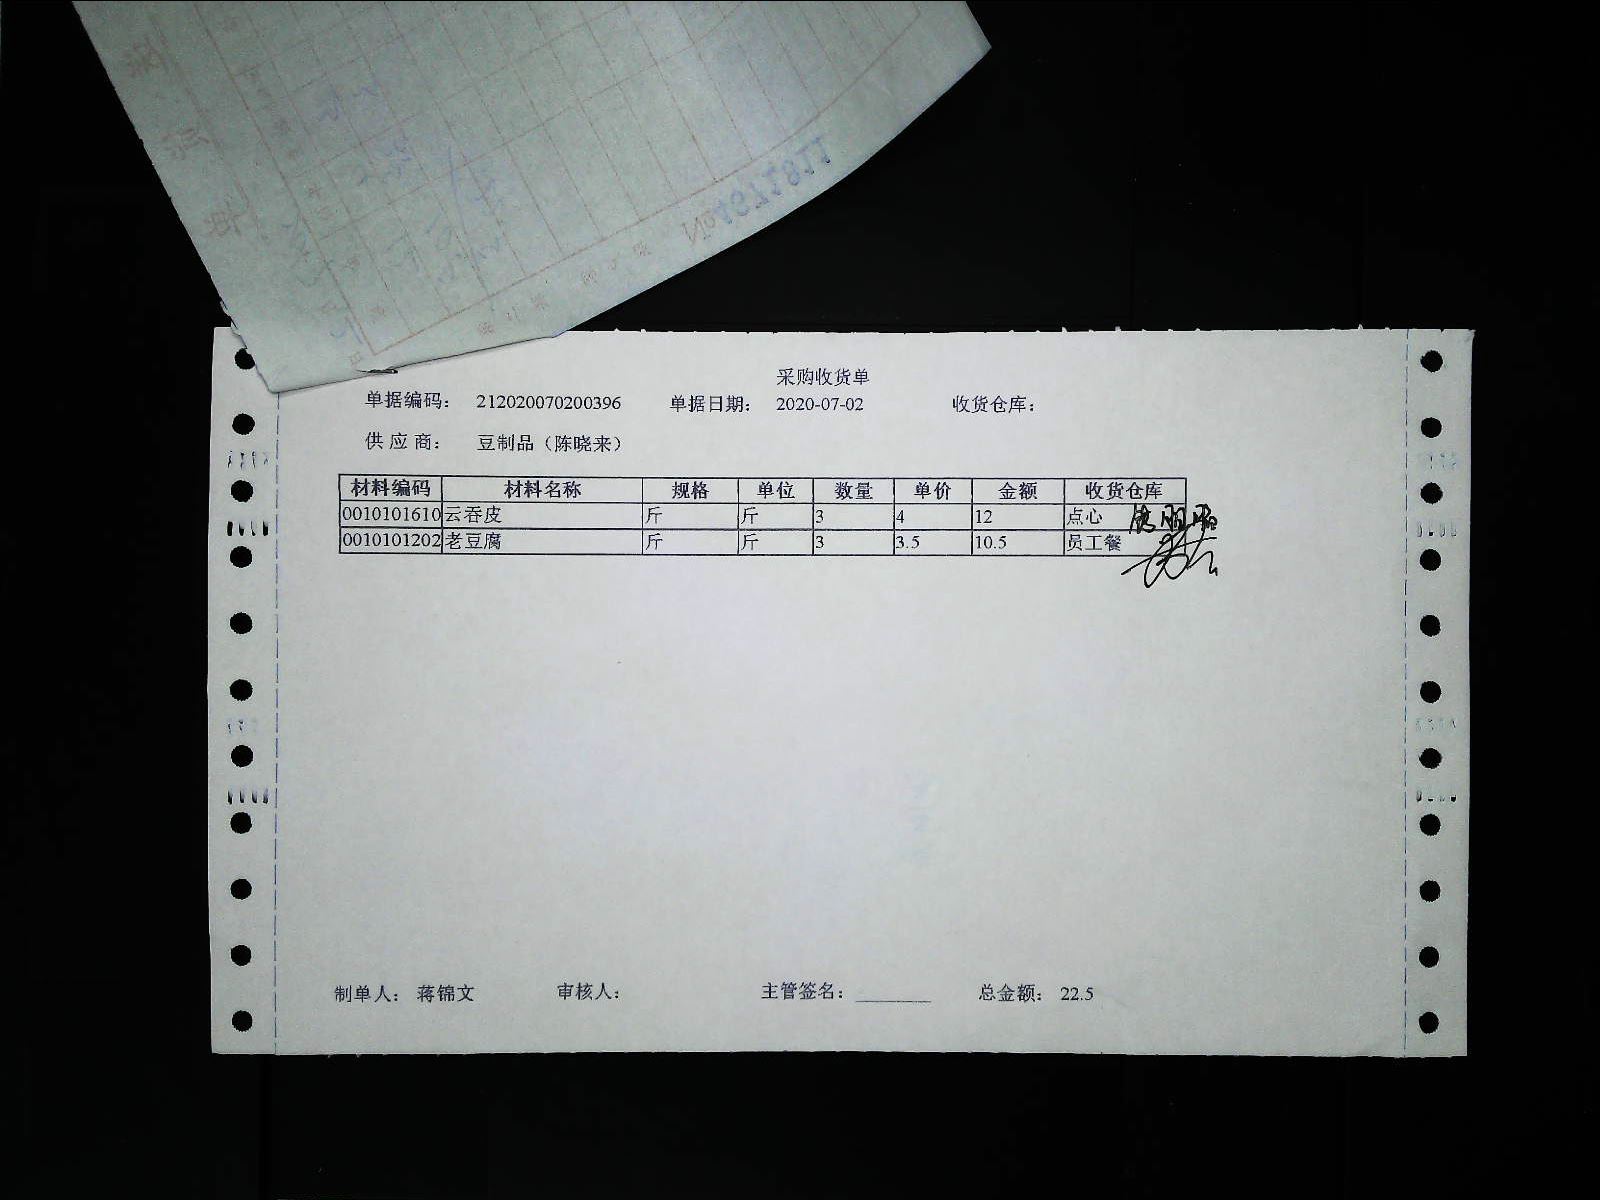 采购收货单
单据编码： 212020070200396 单据日期： 2020-07-02 收货仓库：
供应商： 豆制品（陈晓来）
材料编码 材料名称 规格 单位 数量 单价 金额 收货仓库
0010101610 云吞皮 斤 斤 3 4 12 点心
0010101202 老豆腐 斤 斤 3 3.5 10.5 员工餐
制单人： 蒋锦文 审核人： 主管签名： ________ 总金额： 22.5